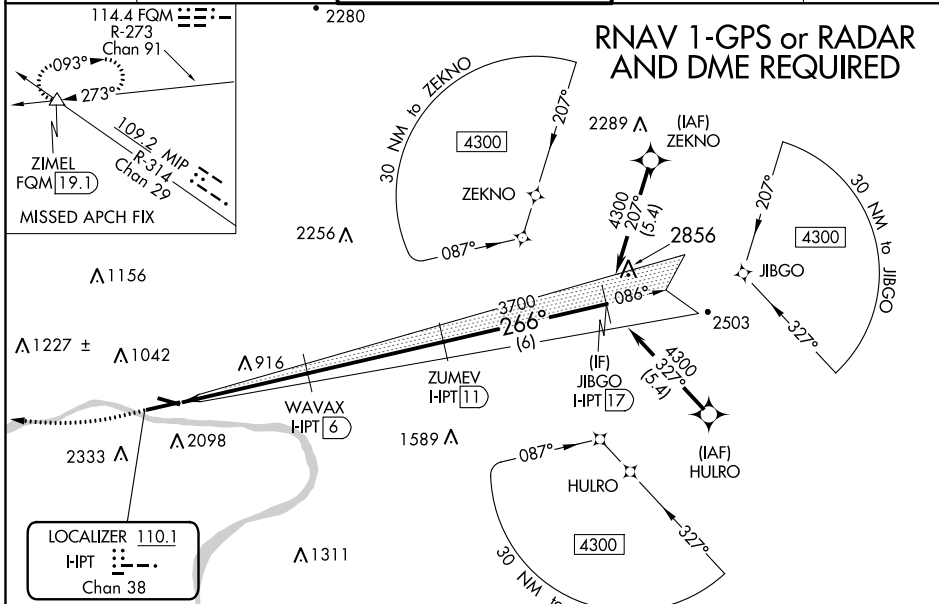 114.4 FQM
R-273
Chan 91
093°
273°
109.2 MIP
R-314
Chan 29
ZIMEL
FQM 19.1
MISSED APCH FIX
2280
RNAV 1-GPS or RADAR
AND DME REQUIRED
30 NM to ZEKNO
4300
207°
ZEKNO
087°
2289
(IAF)
ZEKNO
4300
207°
(5.4)
2856
207°
30 NM to JIBGO
4300
JIBGO
327°
2256
1156
1227 ±
1042
916
3700
266°
(6)
086°
2503
WAVAX
I-IPT 6
ZUMEV
I-IPT 11
(IF)
JIBGO
I-IPT 17
4300
327°
(5.4)
(IAF)
HULRO
2333
2098
1589
087°
HULRO
327°
4300
30 NM to
LOCALIZER 110.1
I-IPT
Chan 38
1311